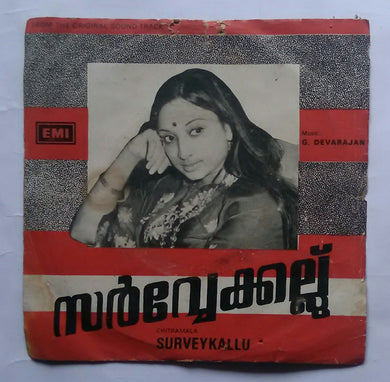 FROM THE ORIGINAL SOUND TRACK
EMI
Music:
G. DEVARAJAN
സർവ്വേക്കല്ല്
CHITRAMALA
SURVEYKALLU